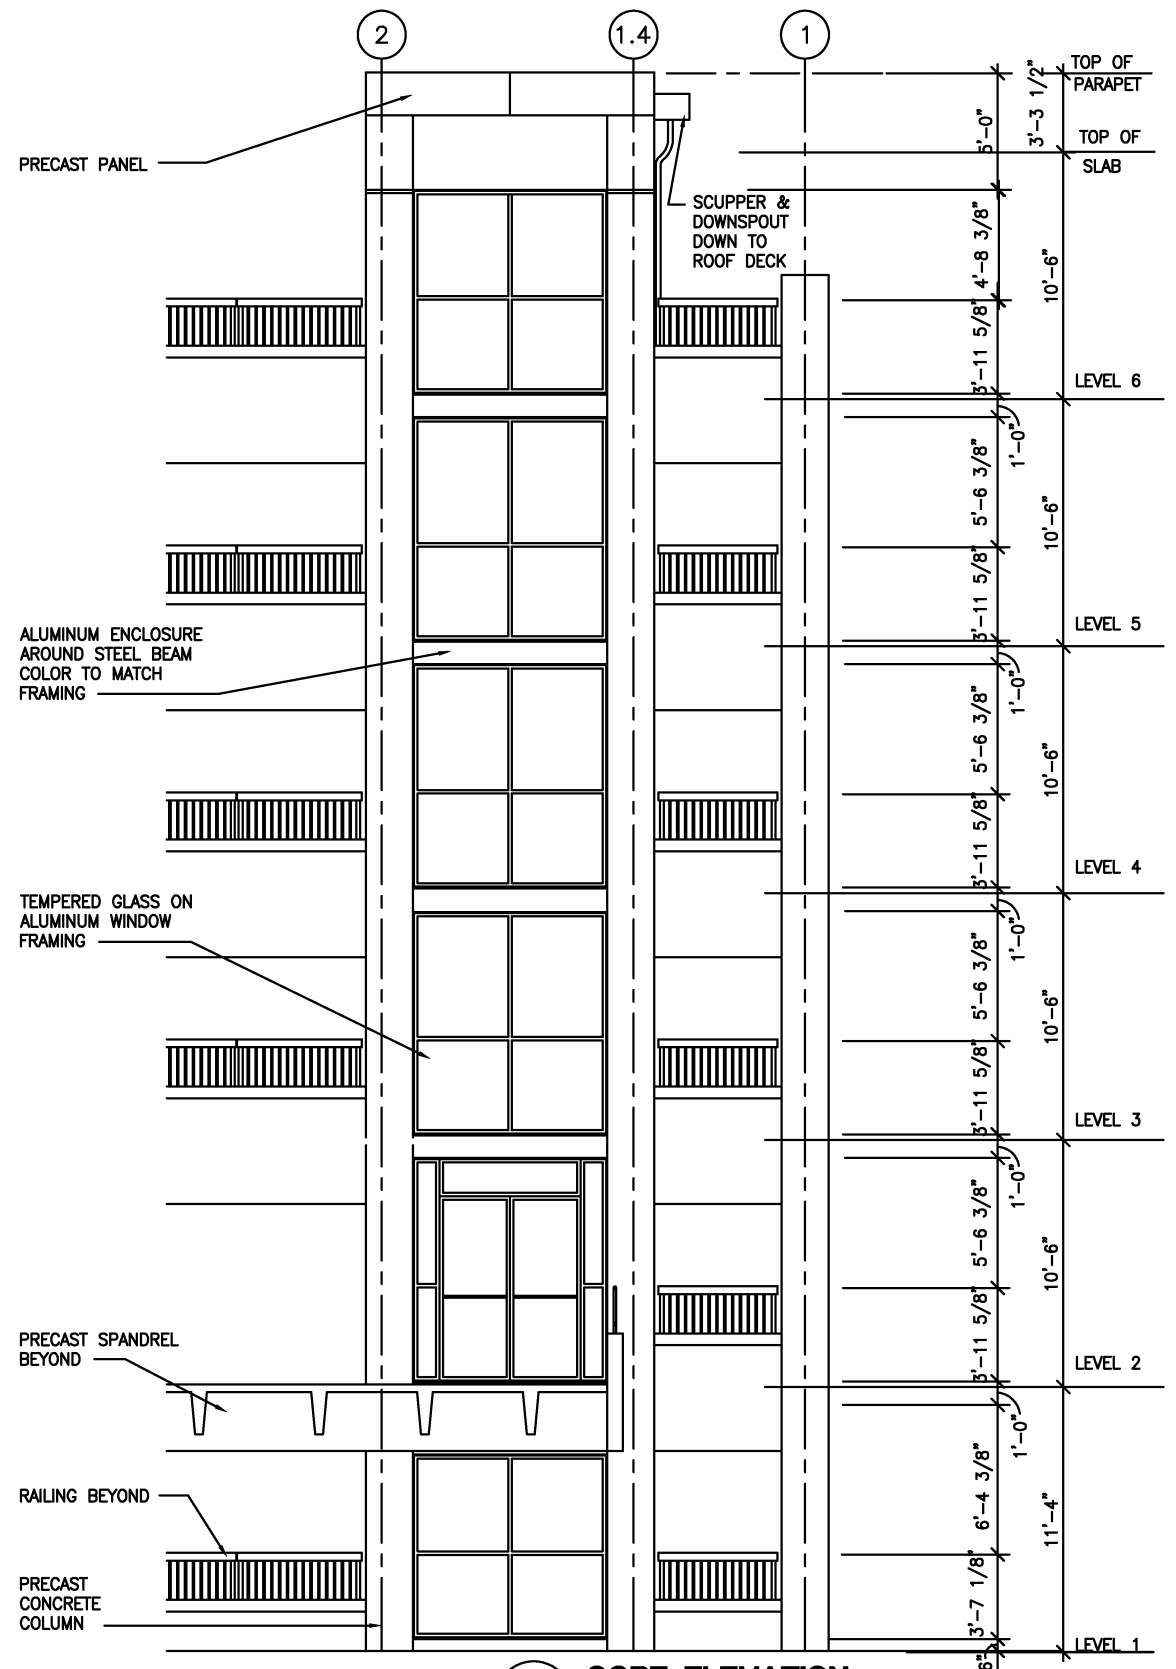 2
1.4
1
TOP OF
PARAPET
3'-3 1/2"
5'-0"
TOP OF
SLAB
PRECAST PANEL
SCUPPER &
DOWNSPOUT
DOWN TO
ROOF DECK
4'-8 3/8"
10'-6"
3'-11 5/8"
LEVEL 6
1'-0"
5'-6 3/8"
10'-6"
3'-11 5/8"
LEVEL 5
ALUMINUM ENCLOSURE
AROUND STEEL BEAM
COLOR TO MATCH
FRAMING
1'-0"
5'-6 3/8"
10'-6"
3'-11 5/8"
LEVEL 4
TEMPERED GLASS ON
ALUMINUM WINDOW
FRAMING
1'-0"
5'-6 3/8"
10'-6"
3'-11 5/8"
LEVEL 3
1'-0"
5'-6 3/8"
10'-6"
3'-11 5/8"
LEVEL 2
PRECAST SPANDREL
BEYOND
1'-0"
6'-4 3/8"
11'-4"
RAILING BEYOND
3'-7 1/8"
PRECAST
CONCRETE
COLUMN
LEVEL 1
6"
ELEVATION